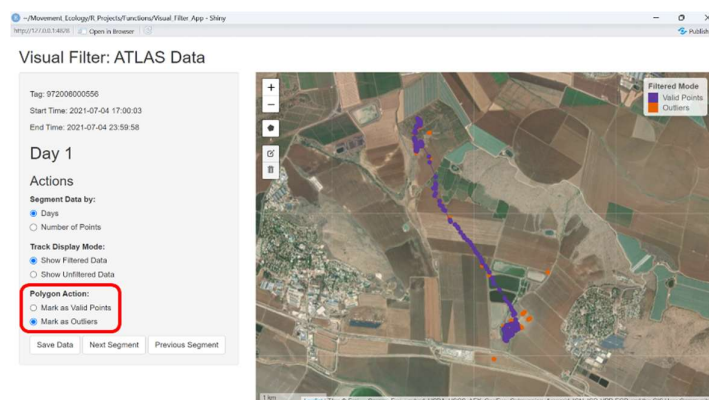 ~/Movement_Ecology/R_Projects/Functions/Visual_Filter_App - Shiny
Open in Browser
Publish
Visual Filter: ATLAS Data
Tag: 972006000556
Start Time: 2021-07-04 17:00:03
End Time: 2021-07-04 23:59:58
Day 1
Actions
Segment Data by:
Days
Number of Points
Track Display Mode:
Show Filtered Data
Show Unfiltered Data
Polygon Action:
Mark as Valid Points
Mark as Outliers
Save Data Next Segment Previous Segment
+
−
Filtered Mode
Valid Points
Outliers
1 km